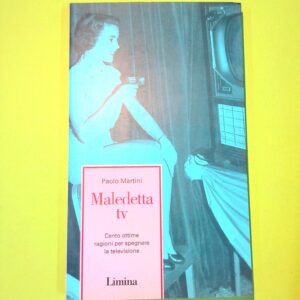 Paolo Martini
Maledetta
tv
Cento ottime
ragioni per spegnere
la televisione
Limina